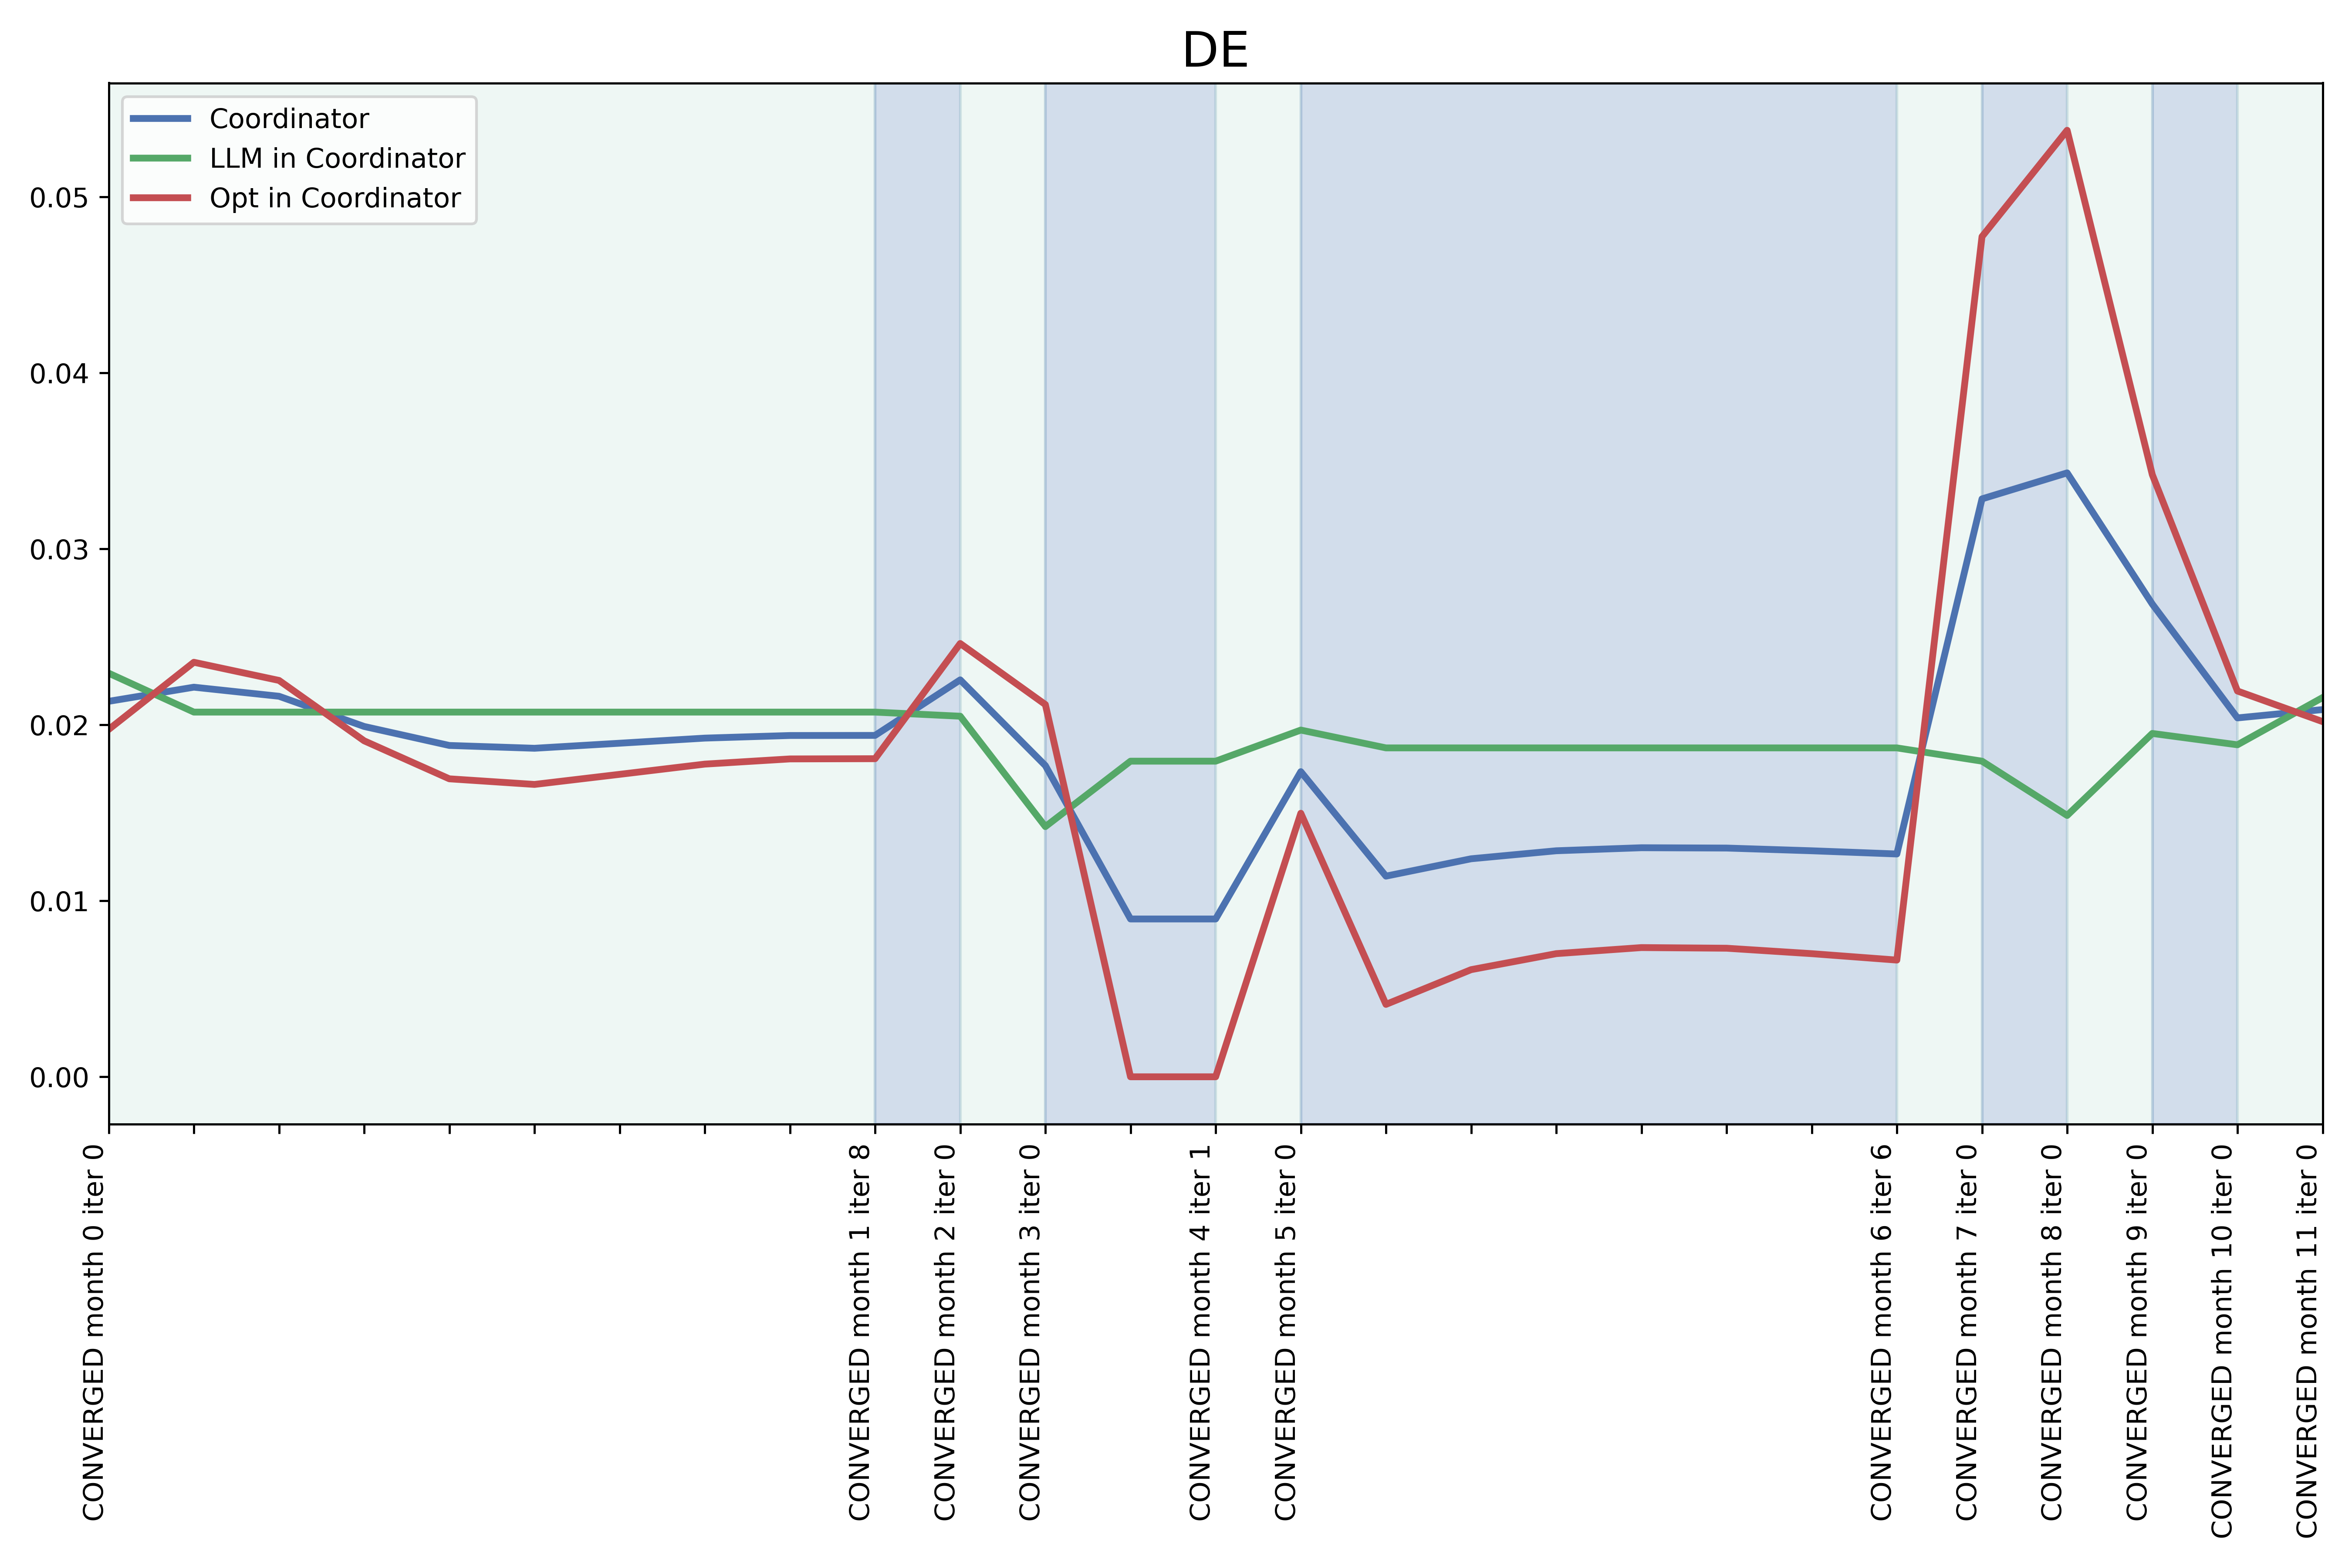 DE
Coordinator
LLM in Coordinator
Opt in Coordinator
0.05
0.04
0.03
0.02
0.01
0.00
CONVERGED month 0 iter 0
CONVERGED month 1 iter 8
CONVERGED month 2 iter 0
CONVERGED month 3 iter 0
CONVERGED month 4 iter 1
CONVERGED month 5 iter 0
CONVERGED month 6 iter 6
CONVERGED month 7 iter 0
CONVERGED month 8 iter 0
CONVERGED month 9 iter 0
CONVERGED month 10 iter 0
CONVERGED month 11 iter 0